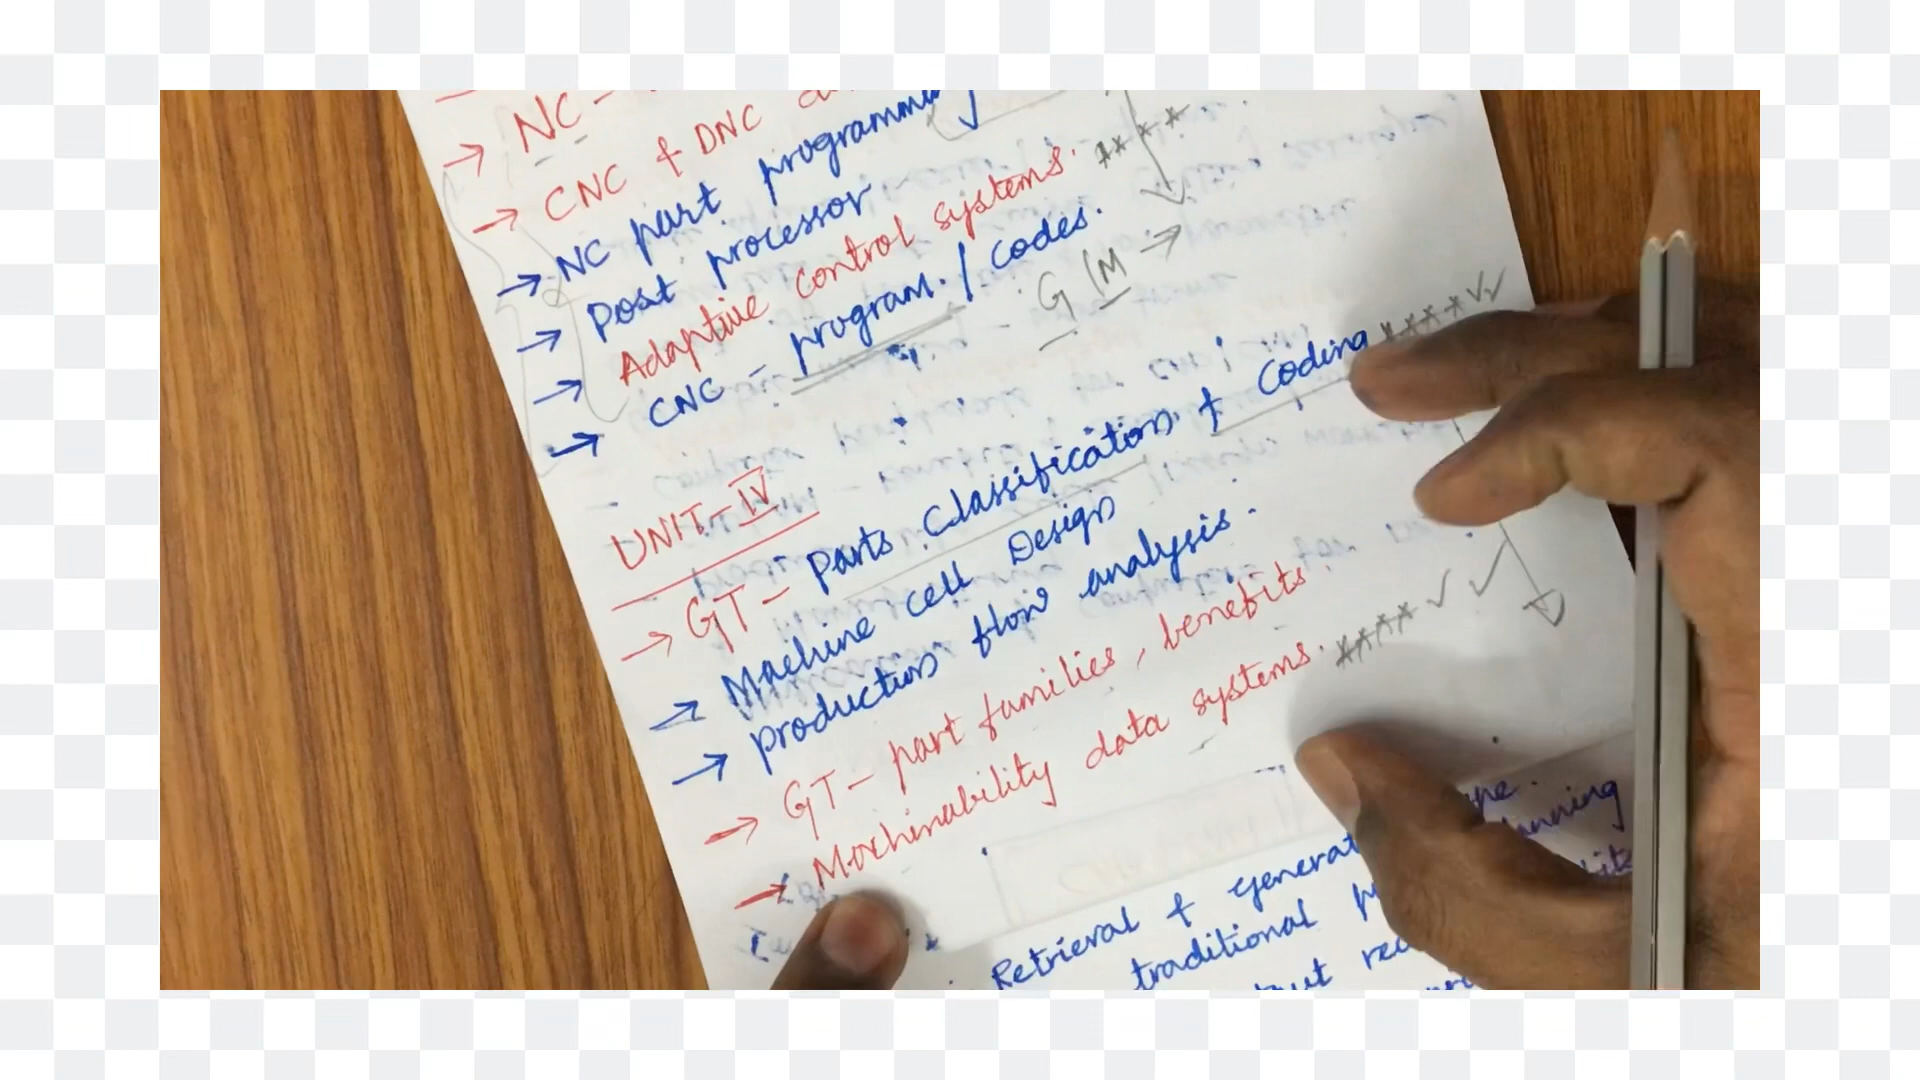 → NC -
→ CNC & DNC
→ NC part programming
→ Post processor
→ Adaptive control systems. ****
→ CNC - program. / codes. - G / M →
UNIT-IV
→ GT - Parts Classification & Coding **** ✓✓
→ Machine cell Design
→ production flow analysis.
→ GT - part families, benefits
→ Machinability data systems. **** ✓ ✓
Retrieval &
traditional